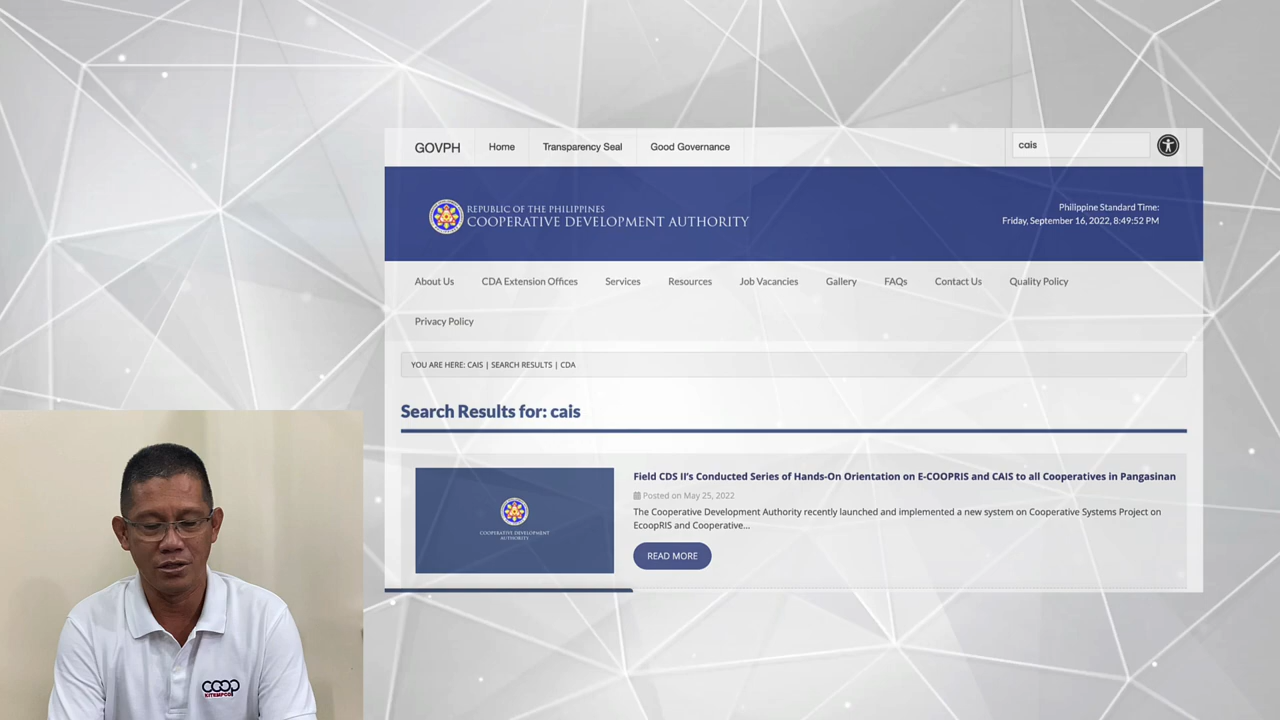 GOVPH
Home
Transparency Seal
Good Governance
cais
REPUBLIC OF THE PHILIPPINES
COOPERATIVE DEVELOPMENT AUTHORITY
Philippine Standard Time:
Friday, September 16, 2022, 8:49:52 PM
About Us
CDA Extension Offices
Services
Resources
Job Vacancies
Gallery
FAQs
Contact Us
Quality Policy
Privacy Policy
YOU ARE HERE: CAIS | SEARCH RESULTS | CDA
Search Results for: cais
COOPERATIVE DEVELOPMENT
AUTHORITY
Field CDS II's Conducted Series of Hands-On Orientation on E-COOPRIS and CAIS to all Cooperatives in Pangasinan
Posted on May 25, 2022
The Cooperative Development Authority recently launched and implemented a new system on Cooperative Systems Project on
EcoopRIS and Cooperative...
READ MORE
COOP
KITEMPCO